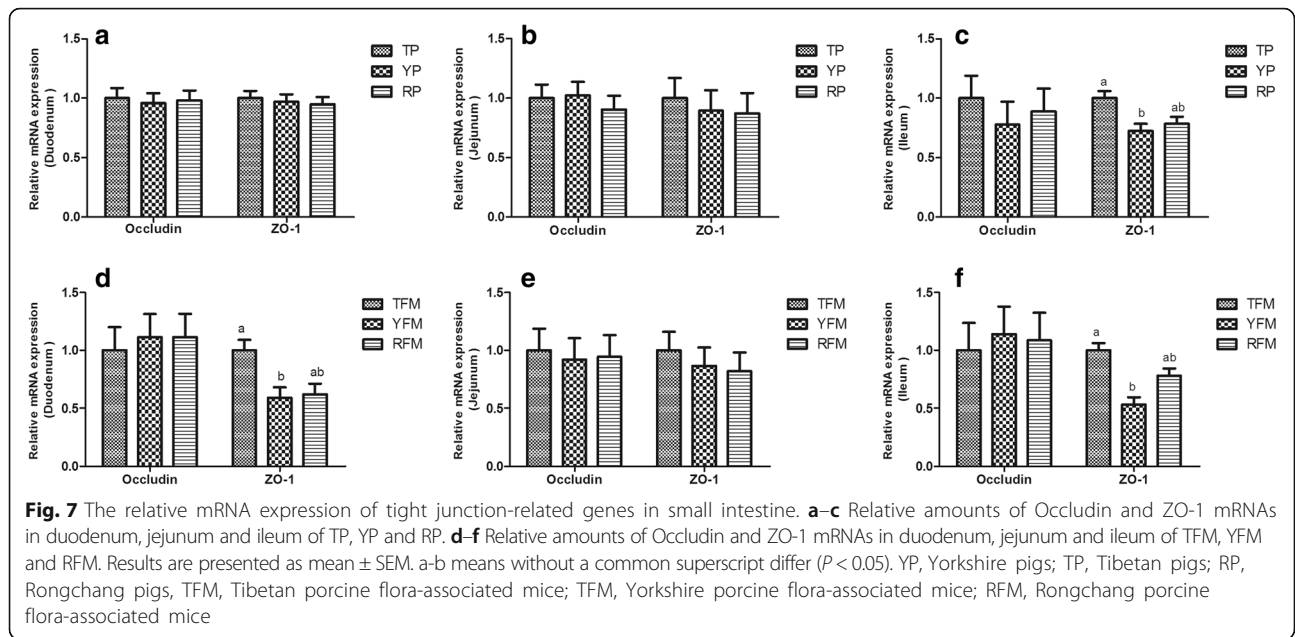 a
1.5
1.0
0.5
0.0
Relative mRNA expression
(Duodenum)
Occludin
ZO-1
TP
YP
RP
b
1.5
1.0
0.5
0.0
Relative mRNA expression
(Jejunum)
Occludin
ZO-1
TP
YP
RP
c
1.5
1.0
0.5
0.0
Relative mRNA expression
(Ileum)
a
b
ab
Occludin
ZO-1
TP
YP
RP
d
1.5
1.0
0.5
0.0
Relative mRNA expression
(Duodenum)
a
b
ab
Occludin
ZO-1
TFM
YFM
RFM
e
1.5
1.0
0.5
0.0
Relative mRNA expression
(Jejunum)
Occludin
ZO-1
TFM
YFM
RFM
f
1.5
1.0
0.5
0.0
Relative mRNA expression
(Ileum)
a
b
ab
Occludin
ZO-1
TFM
YFM
RFM
Fig. 7 The relative mRNA expression of tight junction-related genes in small intestine. a–c Relative amounts of Occludin and ZO-1 mRNAs
in duodenum, jejunum and ileum of TP, YP and RP. d–f Relative amounts of Occludin and ZO-1 mRNAs in duodenum, jejunum and ileum of TFM, YFM
and RFM. Results are presented as mean ± SEM. a-b means without a common superscript differ (P < 0.05). YP, Yorkshire pigs; TP, Tibetan pigs; RP,
Rongchang pigs, TFM, Tibetan porcine flora-associated mice; TFM, Yorkshire porcine flora-associated mice; RFM, Rongchang porcine
flora-associated mice